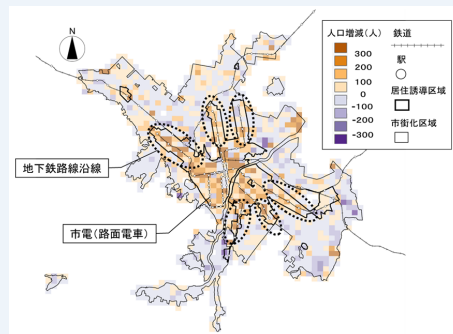 N
人口増減(人)
300
200
100
0
-100
-200
-300
鉄道
駅
居住誘導区域
市街化区域
地下鉄路線沿線
市電(路面電車)